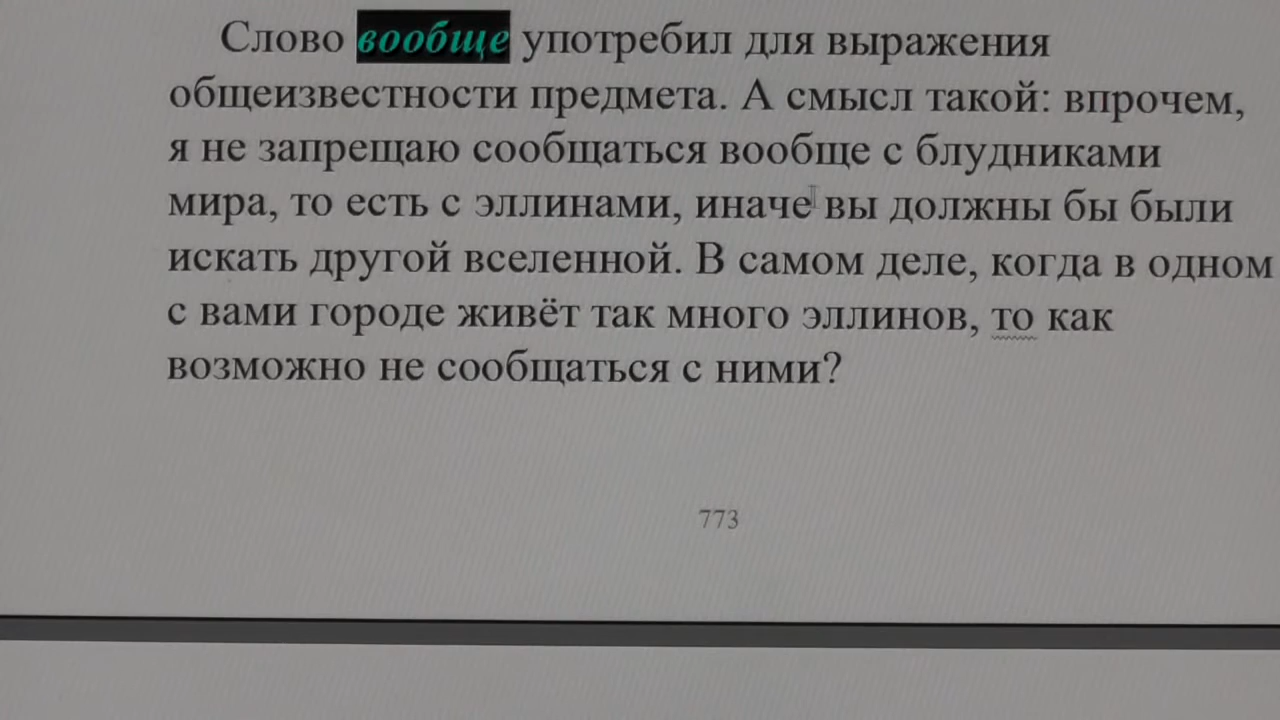 Слово вообще употребил для выражения
общеизвестности предмета. А смысл такой: впрочем,
я не запрещаю сообщаться вообще с блудниками
мира, то есть с эллинами, иначе вы должны бы были
искать другой вселенной. В самом деле, когда в одном
с вами городе живёт так много эллинов, то как
возможно не сообщаться с ними?
773